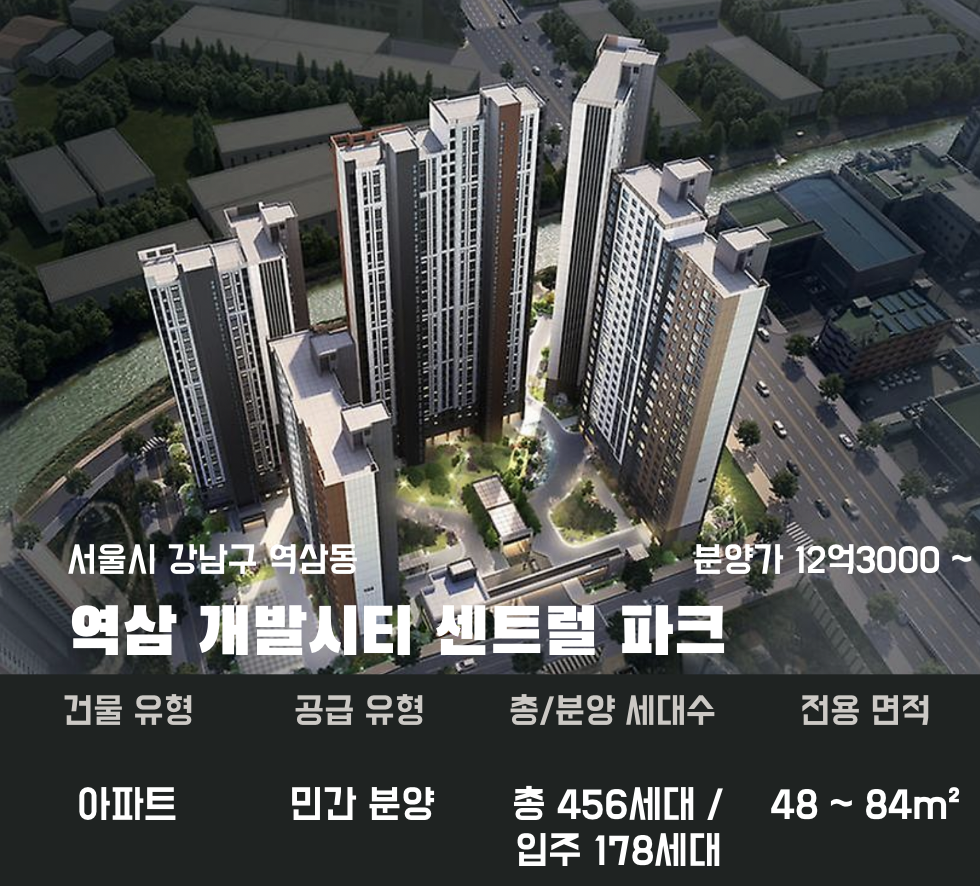 서울시 강남구 역삼동
분양가 12억3000 ~
역삼 개발시티 센트럴 파크
건물 유형
공급 유형
총/분양 세대수
전용 면적
아파트
민간 분양
총 456세대 /
입주 178세대
48 ~ 84m²